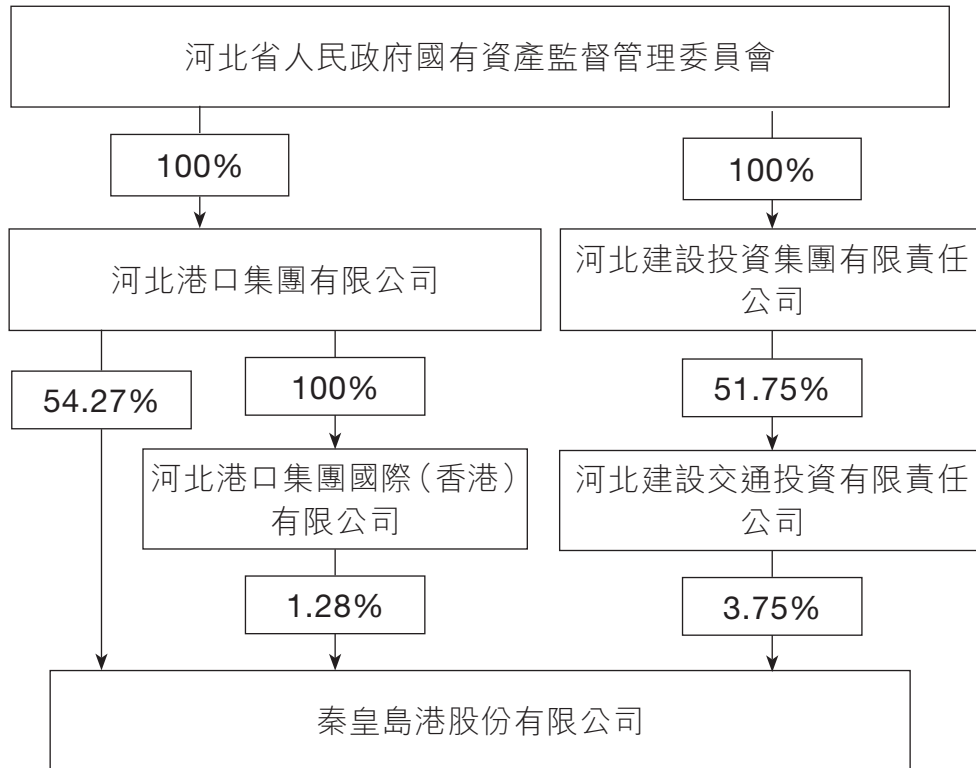 河北省人民政府國有資產監督管理委員會
100%
100%
河北港口集團有限公司
河北建設投資集團有限責任
公司
54.27%
100%
51.75%
河北港口集團國際（香港）
有限公司
河北建設交通投資有限責任
公司
1.28%
3.75%
秦皇島港股份有限公司